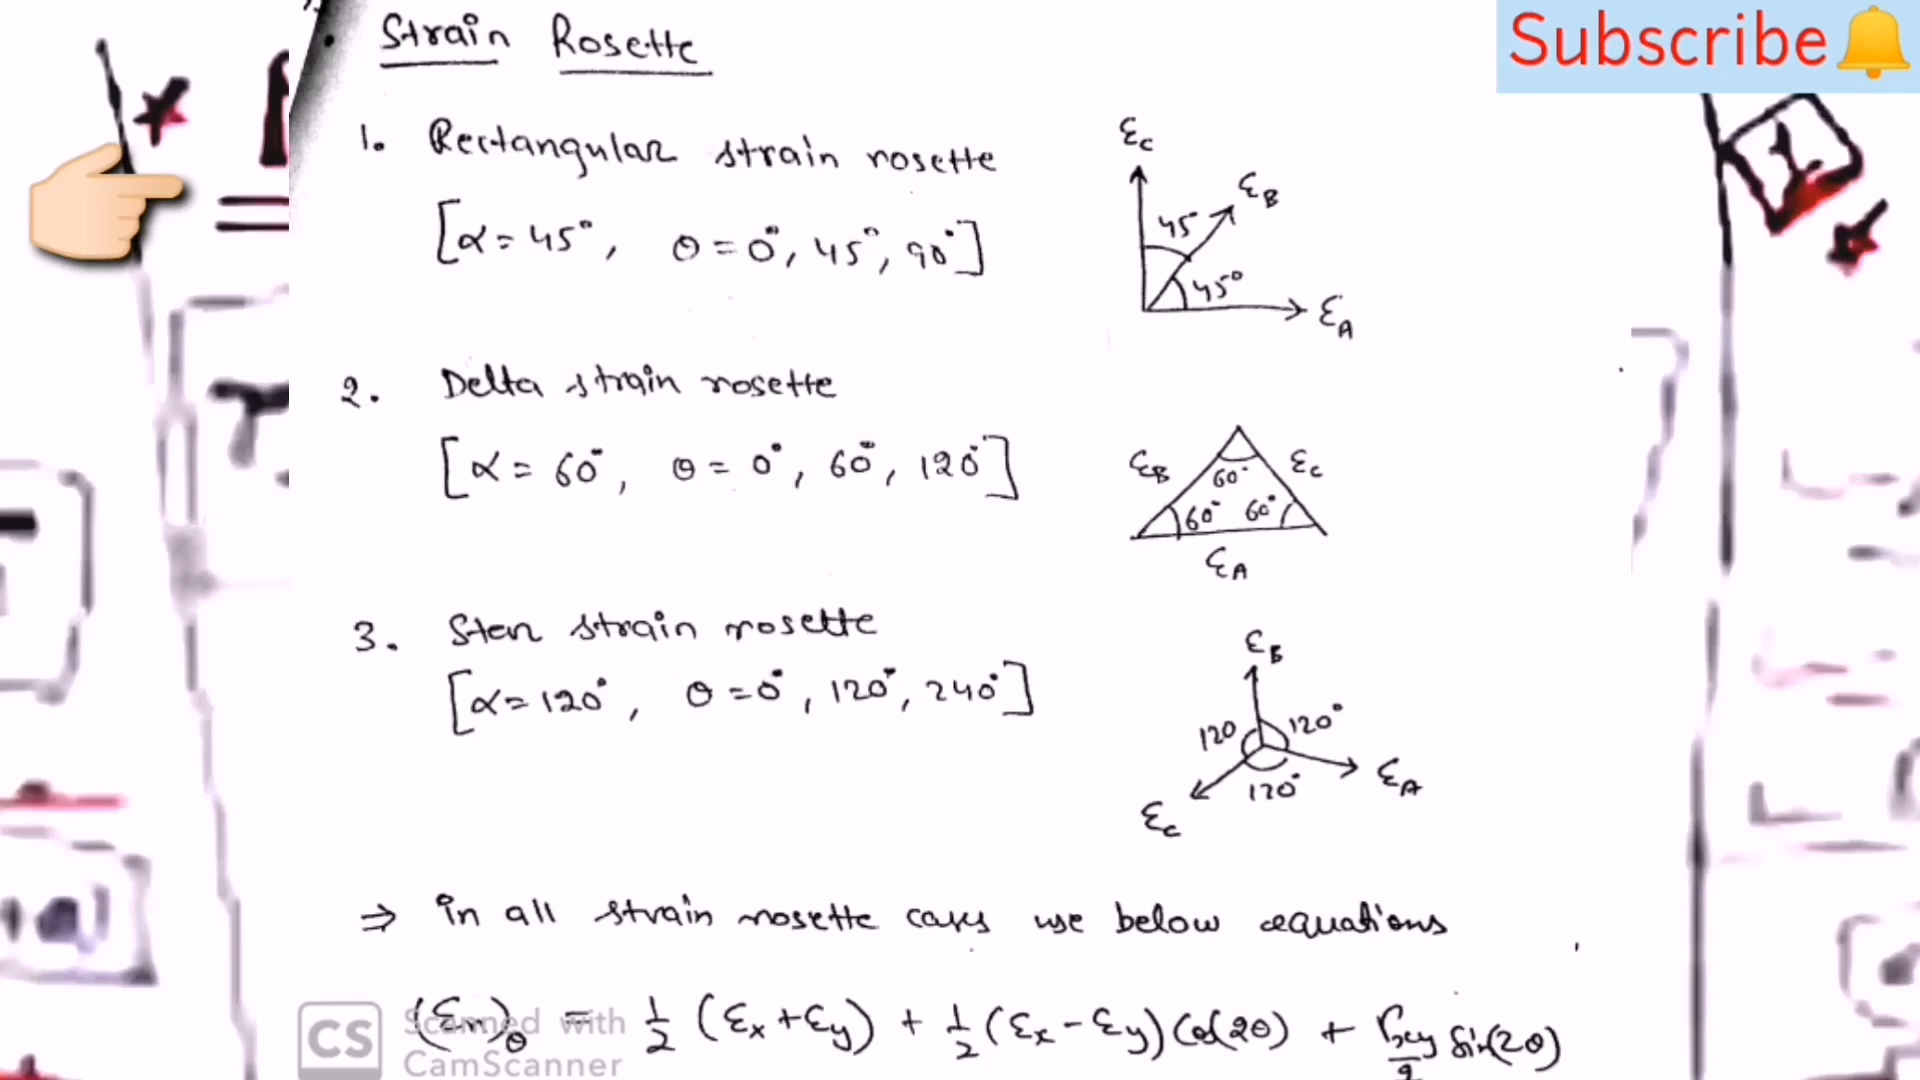 Strain Rosette
Subscribe
1. Rectangular strain rosette
[α = 45°, θ = 0°, 45°, 90°]
εc
εB
45
45°
εA
2. Delta strain rosette
[α = 60°, θ = 0°, 60°, 120°]
εB
εc
60°
60° 60°
εA
3. Star strain rosette
[α = 120°, θ = 0°, 120°, 240°]
εB
120 120°
εA
120°
εc
⇒ in all strain rosette cases use below equations
(εn)θ = 1/2 (εx + εy) + 1/2 (εx - εy) Cos(2θ) + Γxy/2 Sin(2θ)
CS Scanned with
CamScanner